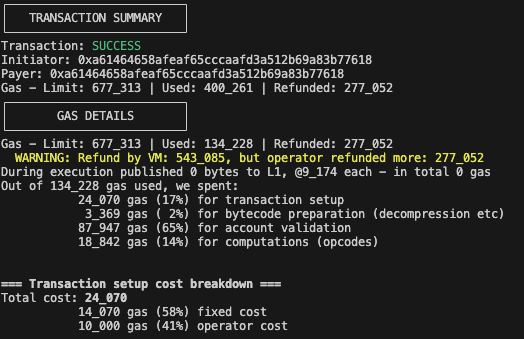 TRANSACTION SUMMARY
Transaction: SUCCESS
Initiator: 0xa61464658afeaf65cccaafd3a512b69a83b77618
Payer: 0xa61464658afeaf65cccaafd3a512b69a83b77618
Gas - Limit: 677_313 | Used: 400_261 | Refunded: 277_052
GAS DETAILS
Gas - Limit: 677_313 | Used: 134_228 | Refunded: 277_052
WARNING: Refund by VM: 543_085, but operator refunded more: 277_052
During execution published 0 bytes to L1, @9_174 each - in total 0 gas
Out of 134_228 gas used, we spent:
24_070 gas (17%) for transaction setup
3_369 gas ( 2%) for bytecode preparation (decompression etc)
87_947 gas (65%) for account validation
18_842 gas (14%) for computations (opcodes)
=== Transaction setup cost breakdown ===
Total cost: 24_070
14_070 gas (58%) fixed cost
10_000 gas (41%) operator cost